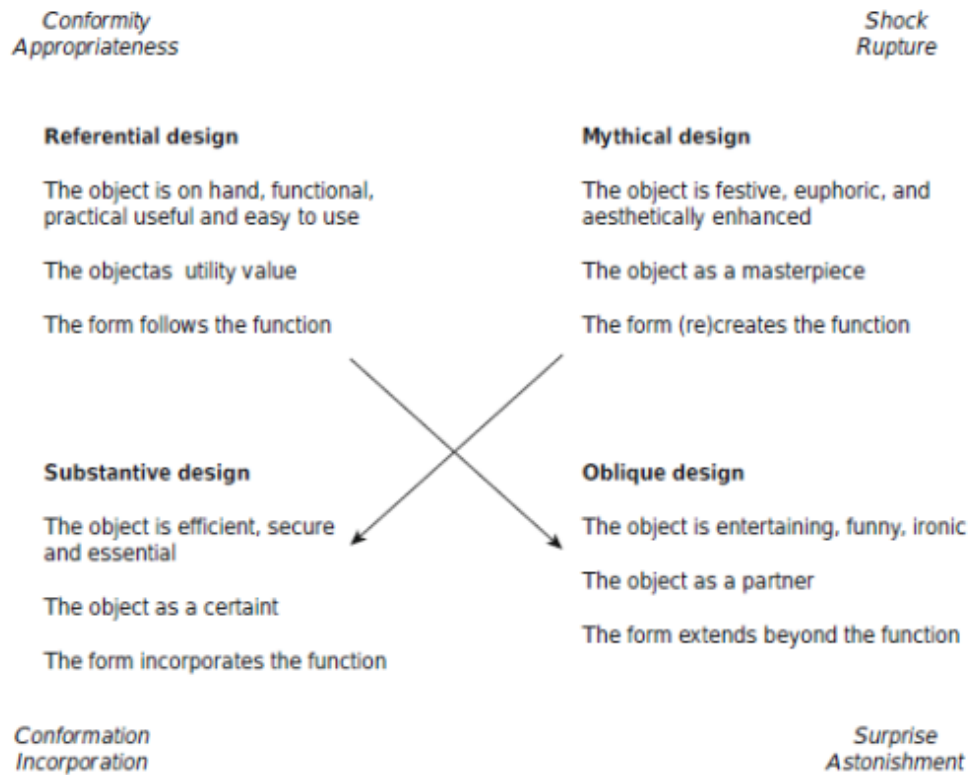 Conformity
Appropriateness
Shock
Rupture
Referential design
The object is on hand, functional,
practical useful and easy to use
The objectas utility value
The form follows the function
Mythical design
The object is festive, euphoric, and
aesthetically enhanced
The object as a masterpiece
The form (re)creates the function
Substantive design
The object is efficient, secure
and essential
The object as a certaint
The form incorporates the function
Oblique design
The object is entertaining, funny, ironic
The object as a partner
The form extends beyond the function
Conformation
Incorporation
Surprise
Astonishment